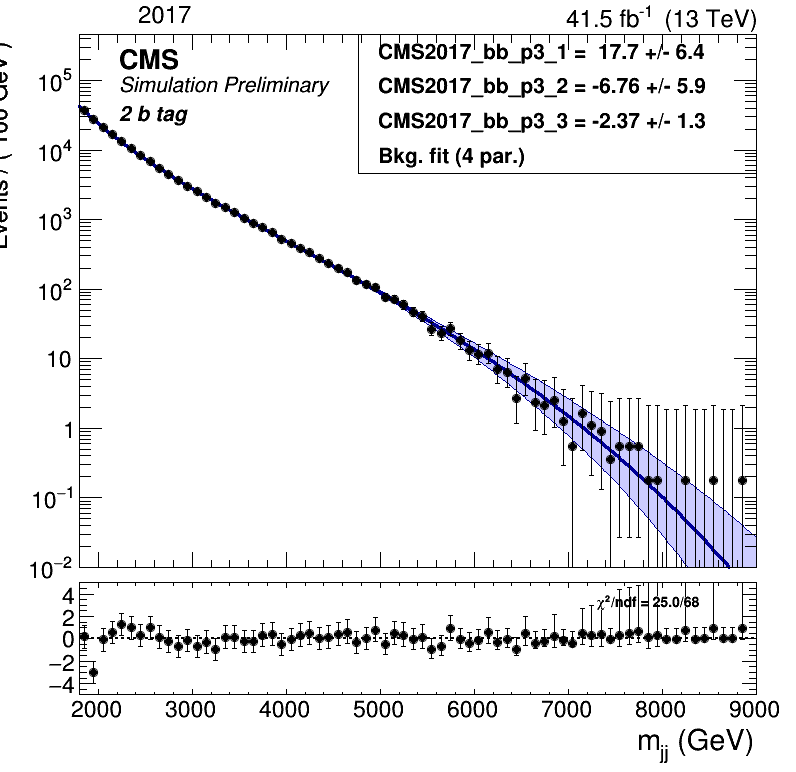 2017
41.5 fb⁻¹ (13 TeV)
CMS
Simulation Preliminary
2 b tag
CMS2017_bb_p3_1 = 17.7 +/- 6.4
CMS2017_bb_p3_2 = -6.76 +/- 5.9
CMS2017_bb_p3_3 = -2.37 +/- 1.3
Bkg. fit (4 par.)
10⁵
10⁴
10³
10²
10
1
10⁻¹
10⁻²
χ²/ndf = 25.0/68
4
2
0
−2
−4
2000 3000 4000 5000 6000 7000 8000 9000
m_jj (GeV)